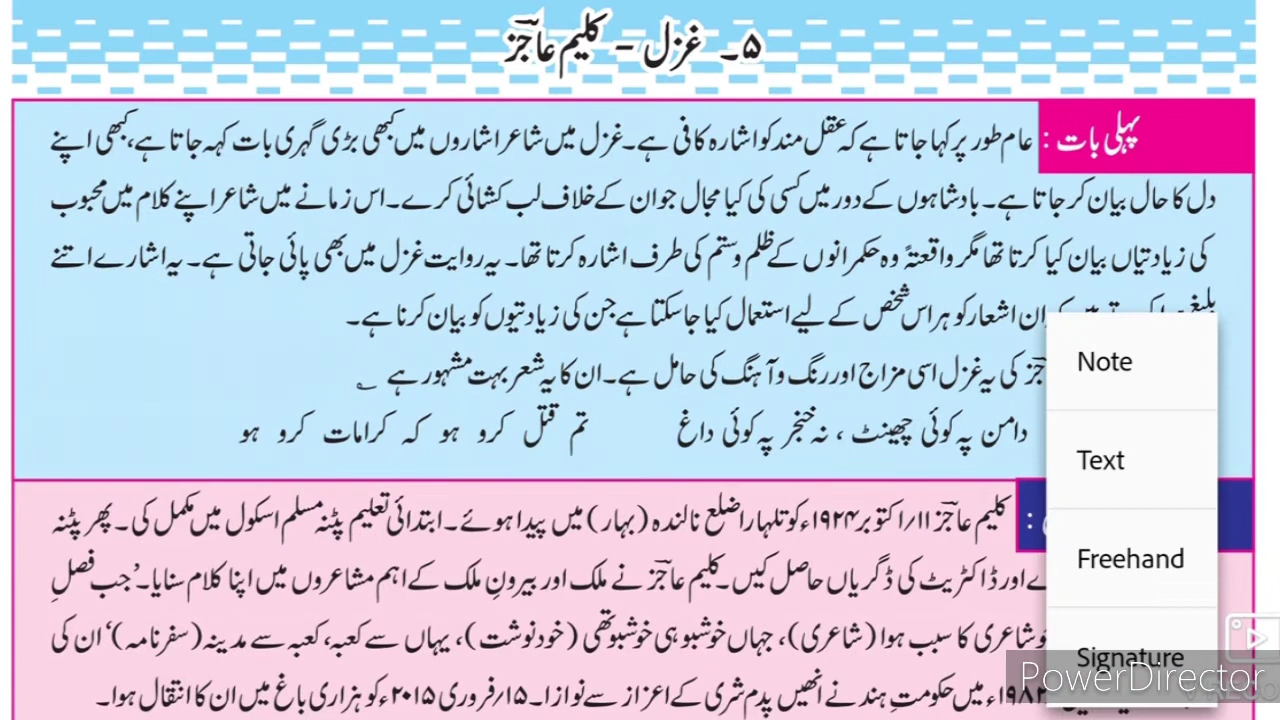 ۵۔ غزل - کلیم عاجزؔ
پہلی بات : عام طور پر کہا جاتا ہے کہ عقل مند کو اشارہ کافی ہے۔ غزل میں شاعر اشاروں میں کبھی بڑی گہری بات کہہ جاتا ہے، کبھی اپنے
دل کا حال بیان کر جاتا ہے۔ بادشاہوں کے دور میں کسی کی کیا مجال جو ان کے خلاف لب کشائی کرے۔ اس زمانے میں شاعر اپنے کلام میں محبوب
کی زیادتیاں بیان کیا کرتا تھا مگر واقعتہً وہ حکمرانوں کے ظلم و ستم کی طرف اشارہ کرتا تھا۔ یہ روایت غزل میں بھی پائی جاتی ہے۔ یہ اشارے اتنے
بلیغ ان اشعار کو ہر اس شخص کے لیے استعمال کیا جا سکتا ہے جن کی زیادتیوں کو بیان کرنا ہے۔
کی یہ غزل اسی مزاج اور رنگ و آہنگ کی حامل ہے۔ ان کا یہ شعر بہت مشہور ہے ؎
دامن پہ کوئی چھینٹ ، نہ خنجر پہ کوئی داغ تم قتل کرو ہو کہ کرامات کرو ہو
کلیم عاجزؔ ۱۱؍اکتوبر ۱۹۲۴ء کو تلہارا ضلع نالندہ (بہار) میں پیدا ہوئے۔ ابتدائی تعلیم پٹنہ مسلم اسکول میں مکمل کی۔ پھر پٹنہ
اور ڈاکٹریٹ کی ڈگریاں حاصل کیں۔ کلیم عاجزؔ نے ملک اور بیرونِ ملک کے اہم مشاعروں میں اپنا کلام سنایا۔ 'جب فصلِ
شاعری کا سبب ہوا (شاعری)، جہاں خوشبو ہی خوشبو تھی (خودنوشت)، یہاں سے کعبہ، کعبہ سے مدینہ (سفرنامہ)' ان کی
میں حکومتِ ہند نے انھیں پدم شری کے اعزاز سے نوازا۔ ۱۵؍فروری ۲۰۱۵ء کو ہزاری باغ میں ان کا انتقال ہوا۔
Note
Text
Freehand
Signature
PowerDirector